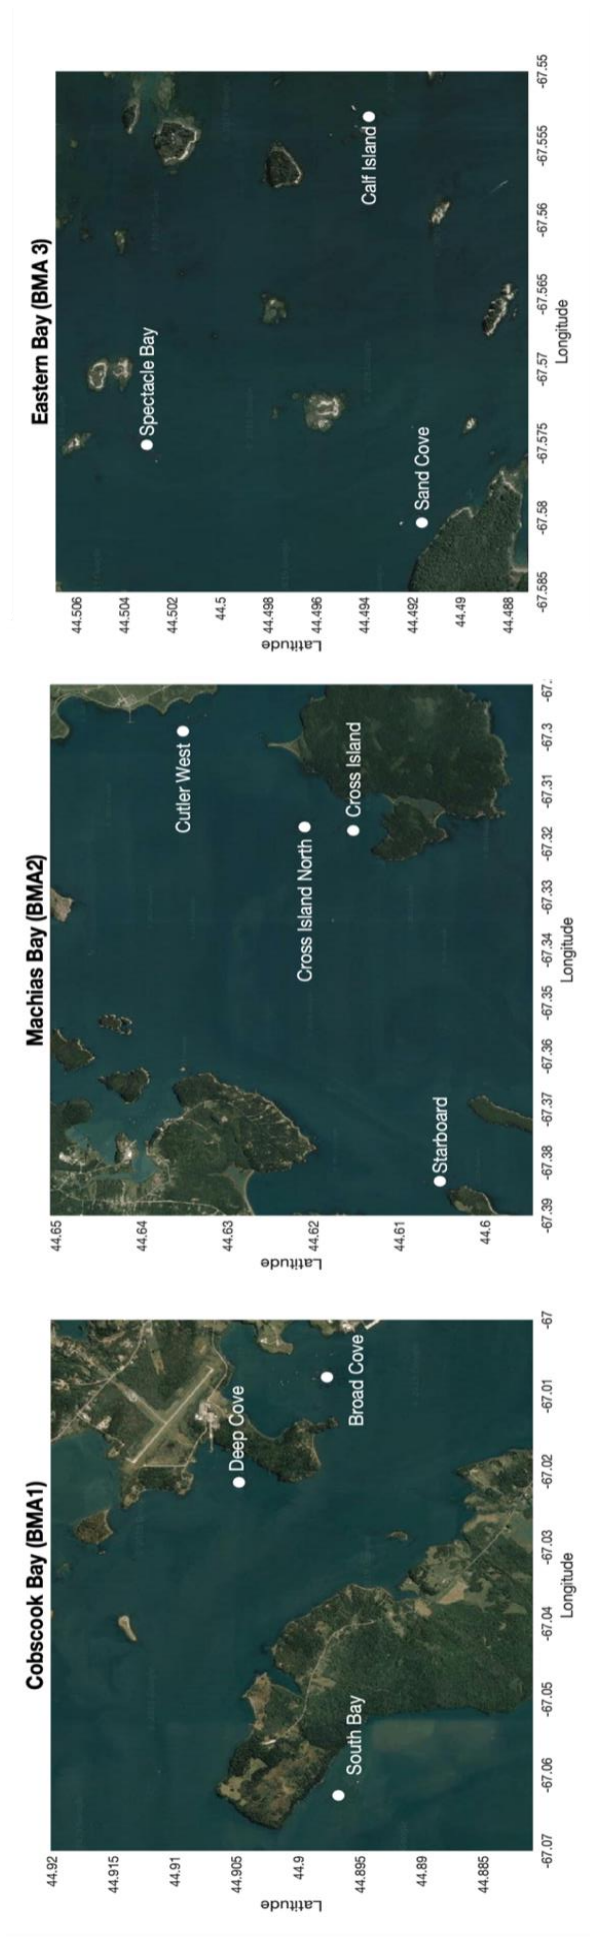 Cobscook Bay (BMA1)
44.92
44.915
44.91
44.905
44.9
44.895
44.89
44.885
Latitude
Deep Cove
Broad Cove
South Bay
-67.07
-67.06
-67.05
-67.04
-67.03
-67.02
-67.01
-67
Longitude
Machias Bay (BMA2)
44.65
44.64
44.63
44.62
44.61
44.6
Latitude
Cutler West
Cross Island North
Cross Island
Starboard
-67.39
-67.38
-67.37
-67.36
-67.35
-67.34
-67.33
-67.32
-67.31
-67.3
-67.
Longitude
Eastern Bay (BMA 3)
44.506
44.504
44.502
44.5
44.498
44.496
44.494
44.492
44.49
44.488
Latitude
Spectacle Bay
Calf Island
Sand Cove
-67.585
-67.58
-67.575
-67.57
-67.565
-67.56
-67.555
-67.55
Longitude